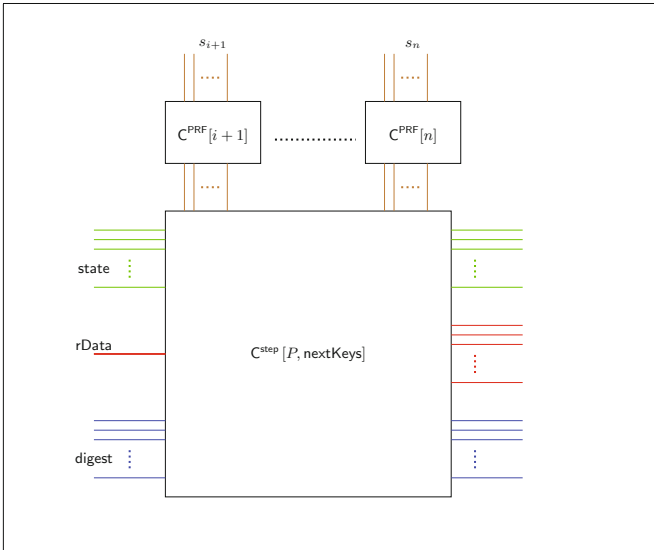 s_{i+1} s_n
C^{PRF}[i + 1] C^{PRF}[n]
state
rData
C^{step} [P, nextKeys]
digest